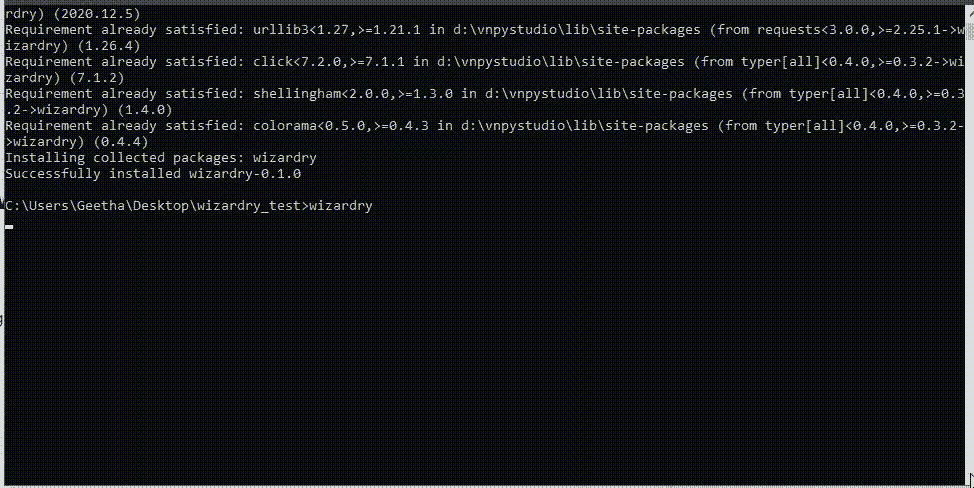 rdry) (2020.12.5)
Requirement already satisfied: urllib3<1.27,>=1.21.1 in d:\vnpystudio\lib\site-packages (from requests<3.0.0,>=2.25.1->w
izardry) (1.26.4)
Requirement already satisfied: click<7.2.0,>=7.1.1 in d:\vnpystudio\lib\site-packages (from typer[all]<0.4.0,>=0.3.2->wi
zardry) (7.1.2)
Requirement already satisfied: shellingham<2.0.0,>=1.3.0 in d:\vnpystudio\lib\site-packages (from typer[all]<0.4.0,>=0.3
.2->wizardry) (1.4.0)
Requirement already satisfied: colorama<0.5.0,>=0.4.3 in d:\vnpystudio\lib\site-packages (from typer[all]<0.4.0,>=0.3.2-
>wizardry) (0.4.4)
Installing collected packages: wizardry
Successfully installed wizardry-0.1.0
C:\Users\Geetha\Desktop\wizardry_test>wizardry